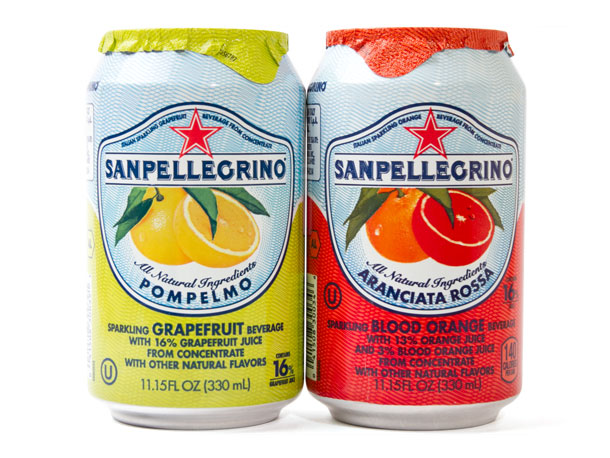 ITALIAN SPARKLING GRAPEFRUIT BEVERAGE FROM CONCENTRATE
SANPELLEGRINO
All Natural Ingredients
POMPELMO
SPARKLING GRAPEFRUIT BEVERAGE
WITH 16% GRAPEFRUIT JUICE
FROM CONCENTRATE
WITH OTHER NATURAL FLAVORS
CONTAINS
16%
GRAPEFRUIT JUICE
U
11.15FL OZ (330 mL)
ITALIAN SPARKLING ORANGE BEVERAGE FROM CONCENTRATE
SANPELLEGRINO
All Natural Ingredients
ARANCIATA ROSSA
SPARKLING BLOOD ORANGE BEVERAGE
WITH 13% ORANGE JUICE
AND 3% BLOOD ORANGE JUICE
FROM CONCENTRATE
WITH OTHER NATURAL FLAVORS
16%
140
U
11.15FL OZ (330 mL)